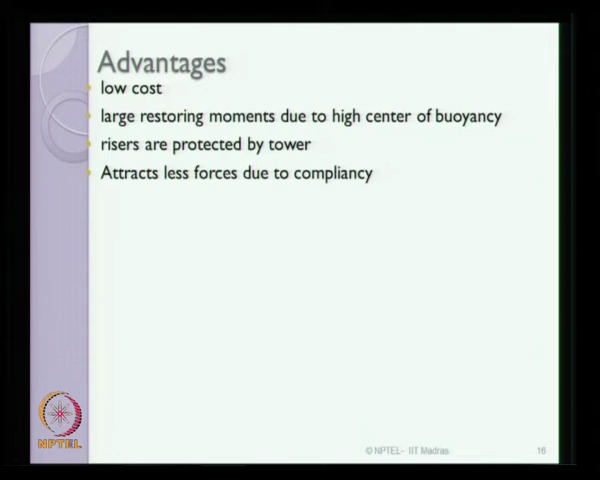 Advantages
low cost
large restoring moments due to high center of buoyancy
risers are protected by tower
Attracts less forces due to compliancy
NPTEL
© NPTEL- IIT Madras
16